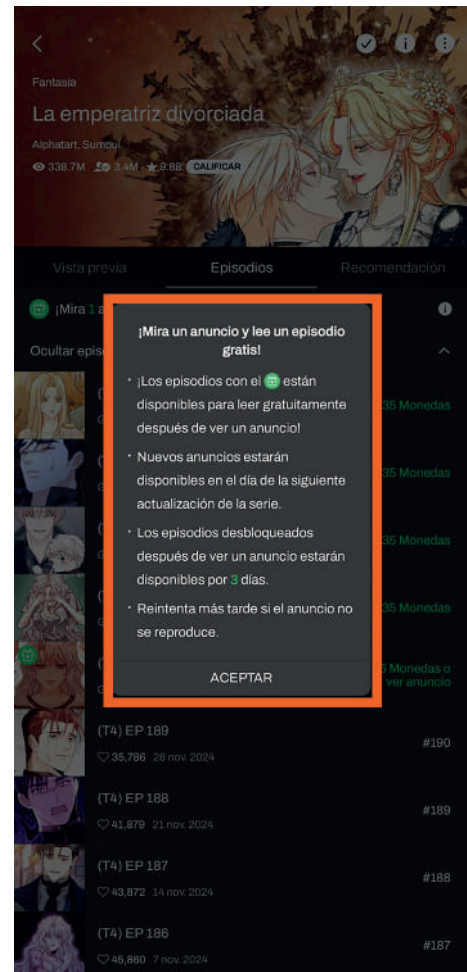 Fantasía
La emperatriz divorciada
Alphatart, Sumpul
338.7M 3.4M 9.88 CALIFICAR
Vista previa Episodios Recomendación
¡Mira 1 a
Ocultar epis
¡Mira un anuncio y lee un episodio
gratis!
· ¡Los episodios con el están
disponibles para leer gratuitamente
después de ver un anuncio!
· Nuevos anuncios estarán
disponibles en el día de la siguiente
actualización de la serie.
· Los episodios desbloqueados
después de ver un anuncio estarán
disponibles por 3 días.
· Reintenta más tarde si el anuncio no
se reproduce.
ACEPTAR
35 Monedas
35 Monedas
35 Monedas
35 Monedas
5 Monedas o
ver anuncio
(T4) EP 189
35,786 28 nov. 2024
#190
(T4) EP 188
41,879 21 nov. 2024
#189
(T4) EP 187
43,872 14 nov. 2024
#188
(T4) EP 186
45,860 7 nov. 2024
#187